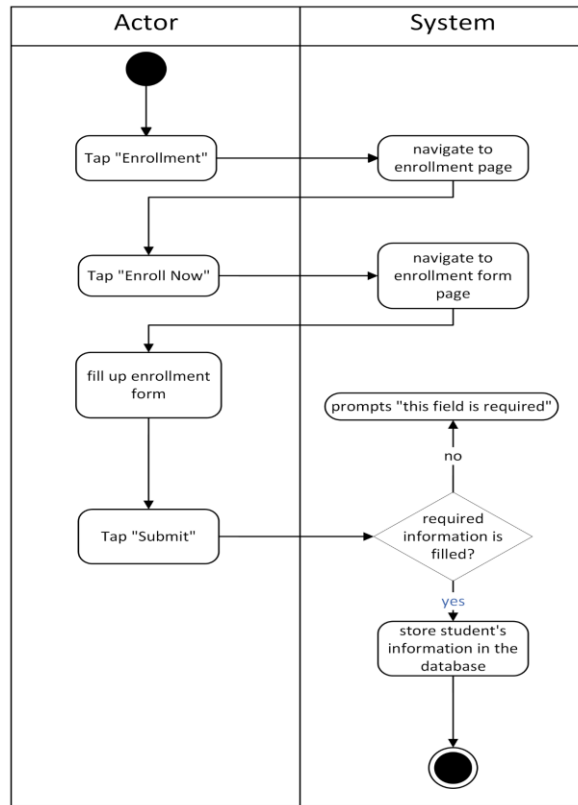 Actor
System
Tap "Enrollment"
navigate to
enrollment page
Tap "Enroll Now"
navigate to
enrollment form
page
fill up enrollment
form
prompts "this field is required"
no
Tap "Submit"
required
information is
filled?
yes
store student's
information in the
database